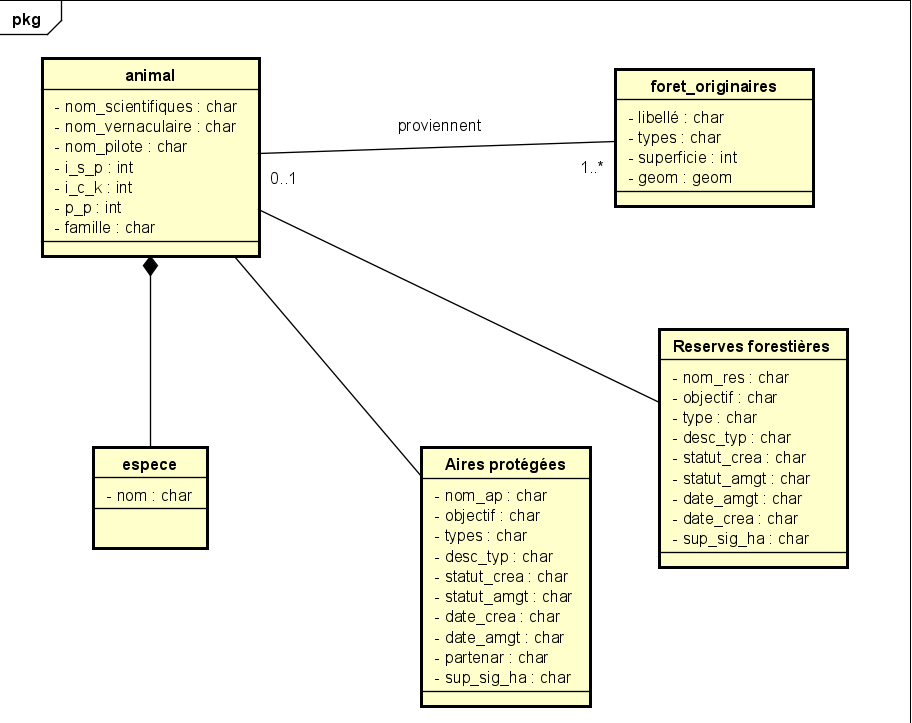 pkg
animal
- nom_scientifiques : char
- nom_vernaculaire : char
- nom_pilote : char
- i_s_p : int
- i_c_k : int
- p_p : int
- famille : char
proviennent
0..1
1..*
foret_originaires
- libellé : char
- types : char
- superficie : int
- geom : geom
Reserves forestières
- nom_res : char
- objectif : char
- type : char
- desc_typ : char
- statut_crea : char
- statut_amgt : char
- date_amgt : char
- date_crea : char
- sup_sig_ha : char
espece
- nom : char
Aires protégées
- nom_ap : char
- objectif : char
- types : char
- desc_typ : char
- statut_crea : char
- statut_amgt : char
- date_crea : char
- date_amgt : char
- partenar : char
- sup_sig_ha : char